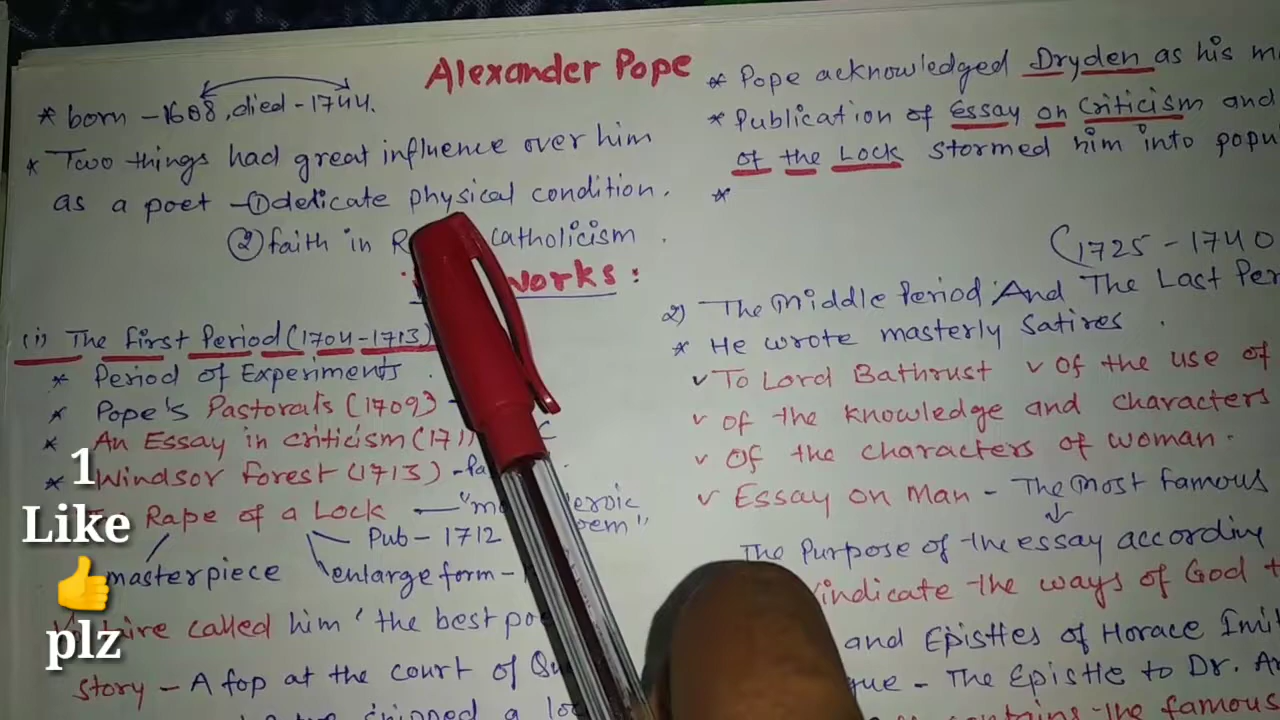 Alexander Pope
* born - 1688, died - 1744.
* Two things had great influence over him
as a poet - ① delicate physical condition.
② faith in Catholicism.
works:
(i) The First Period (1704-1713)
* Period of Experiments.
* Pope's Pastorals (1709)
* An Essay in criticism (171
* Windsor Forest (1713) -
Rape of a Lock
Pub - 1712
masterpiece
enlarge form -
called him 'the best
story - A fop at the court of
a
* Pope acknowledged Dryden as his
* Publication of Essay on Criticism and
of the Lock stormed him into
*
(1725 - 1740
2) The Middle Period And The Last
* He wrote masterly satires.
✓ To Lord Bathrust ✓ Of the use of
✓ of the knowledge and characters
✓ Of the characters of woman.
✓ Essay on Man - The Most Famous
The Purpose of the essay according
vindicate the ways of God
and Epistles of Horace
- The Epistle to Dr.
contains the famous
1
Like
👍
plz